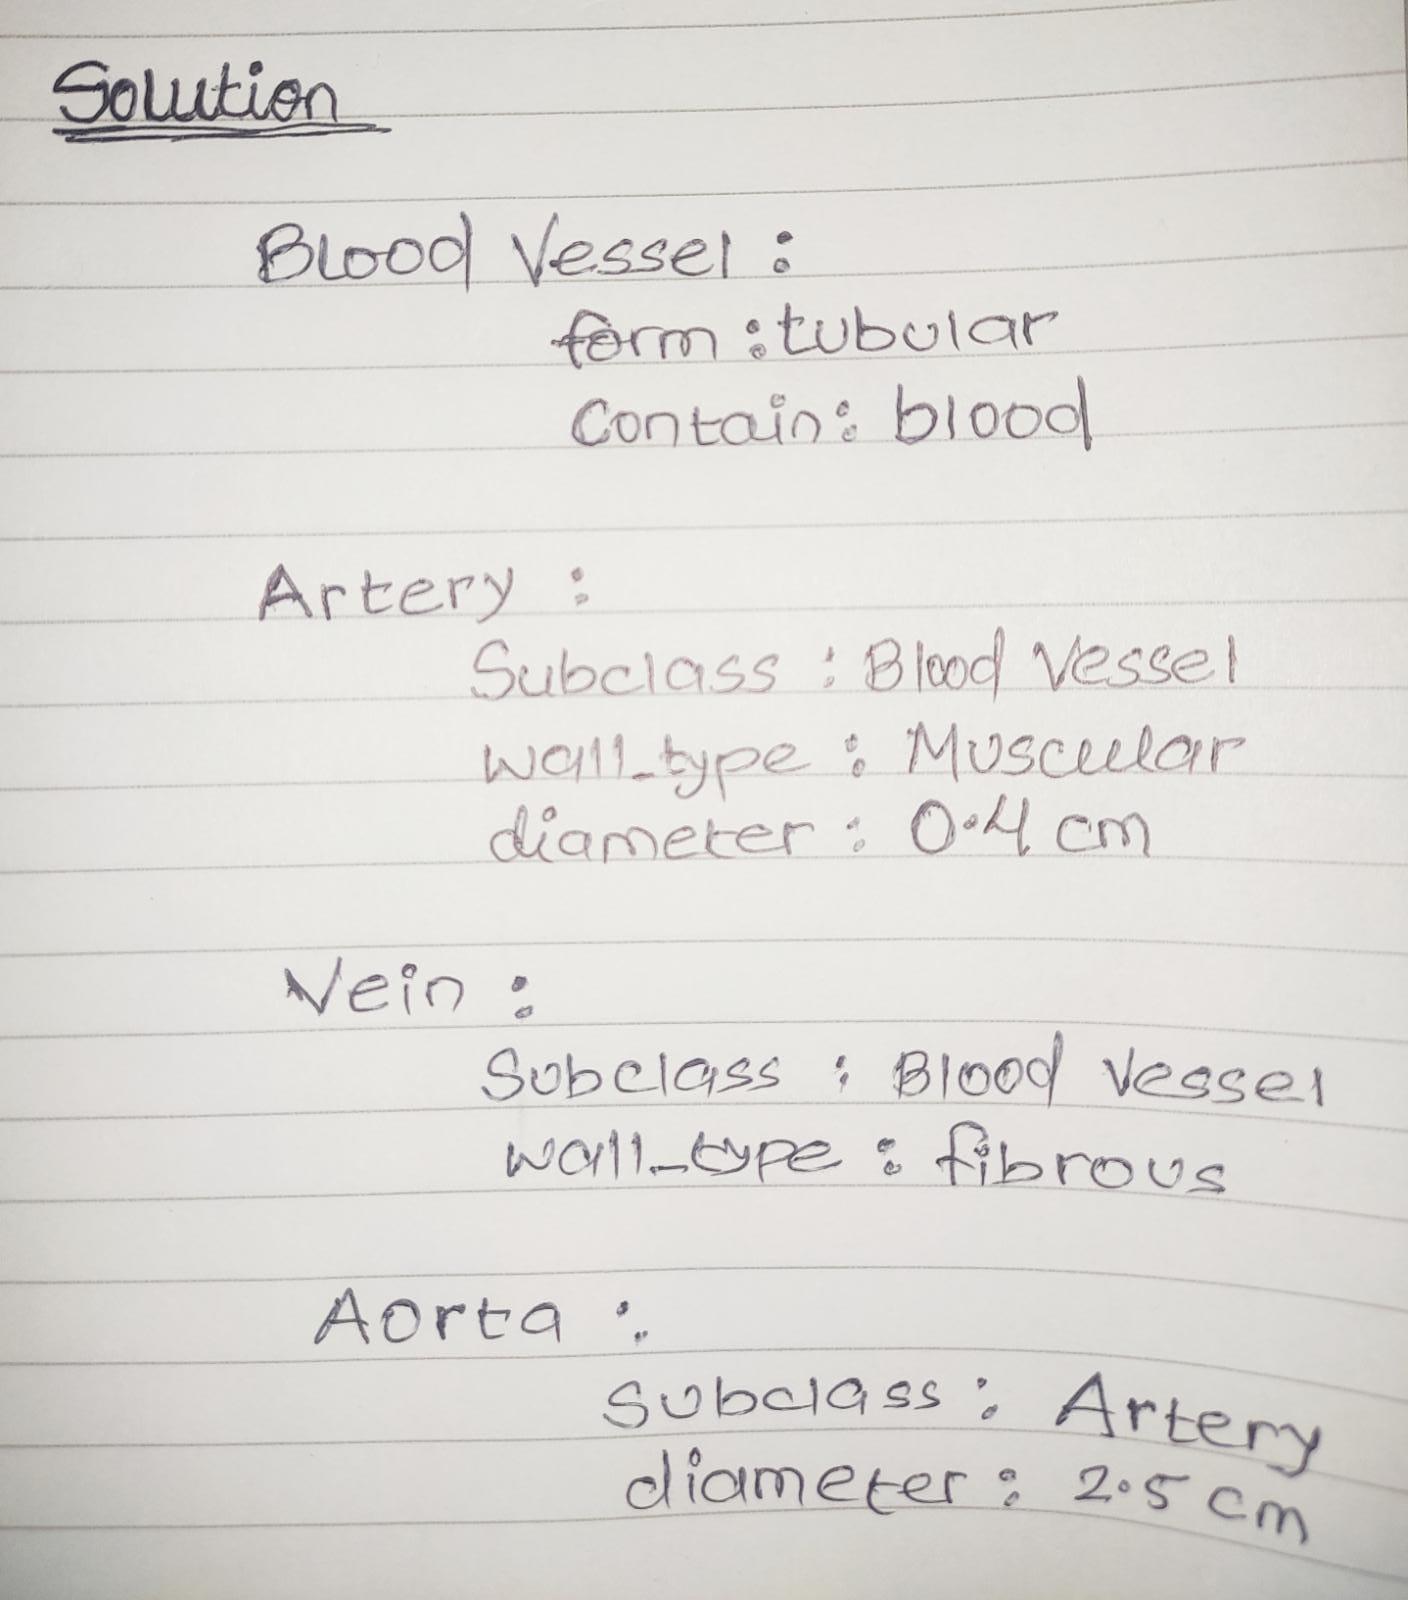 Solution
Blood Vessel :
form : tubular
Contain : blood
Artery :
Subclass : Blood Vessel
wall_type : Muscular
diameter : 0.4 cm
Vein :
Subclass : Blood Vessel
wall_type : fibrous
Aorta :
Subclass : Artery
diameter : 2.5 cm